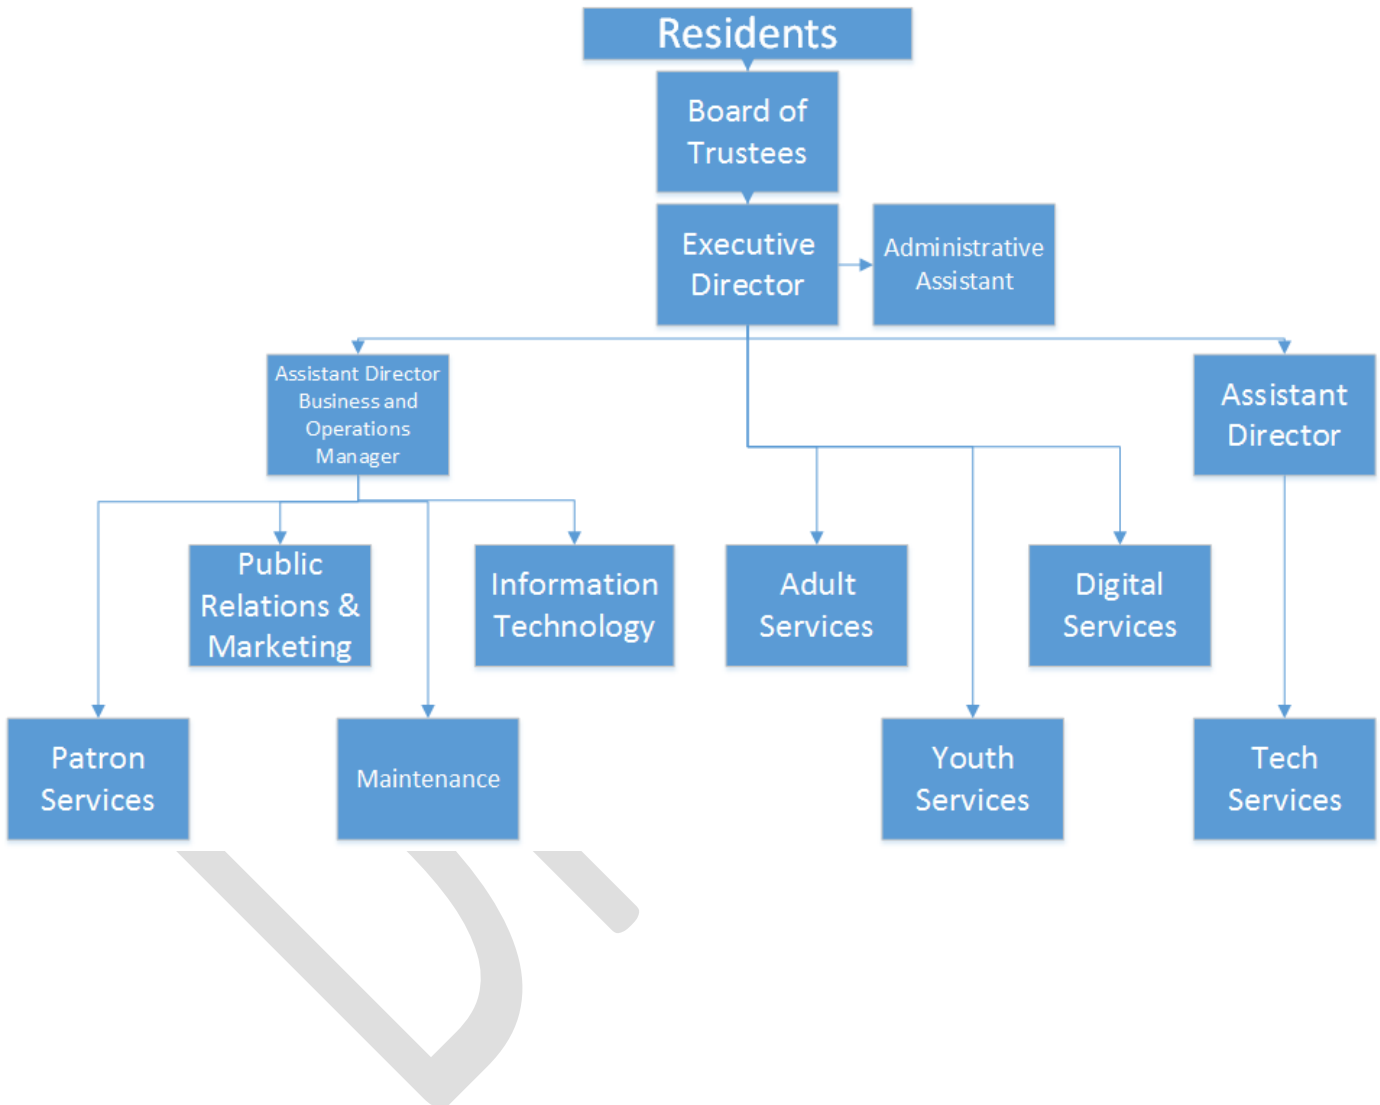 Residents
Board of
Trustees
Executive
Director
Administrative
Assistant
Assistant Director
Business and
Operations
Manager
Assistant
Director
Public
Relations &
Marketing
Information
Technology
Adult
Services
Digital
Services
Patron
Services
Maintenance
Youth
Services
Tech
Services